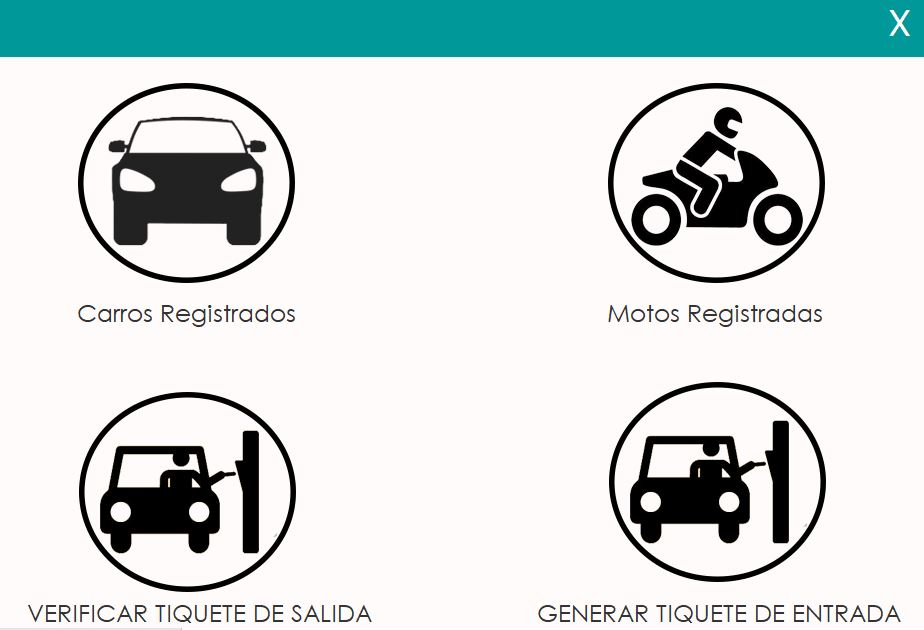 X
Carros Registrados
Motos Registradas
VERIFICAR TIQUETE DE SALIDA
GENERAR TIQUETE DE ENTRADA